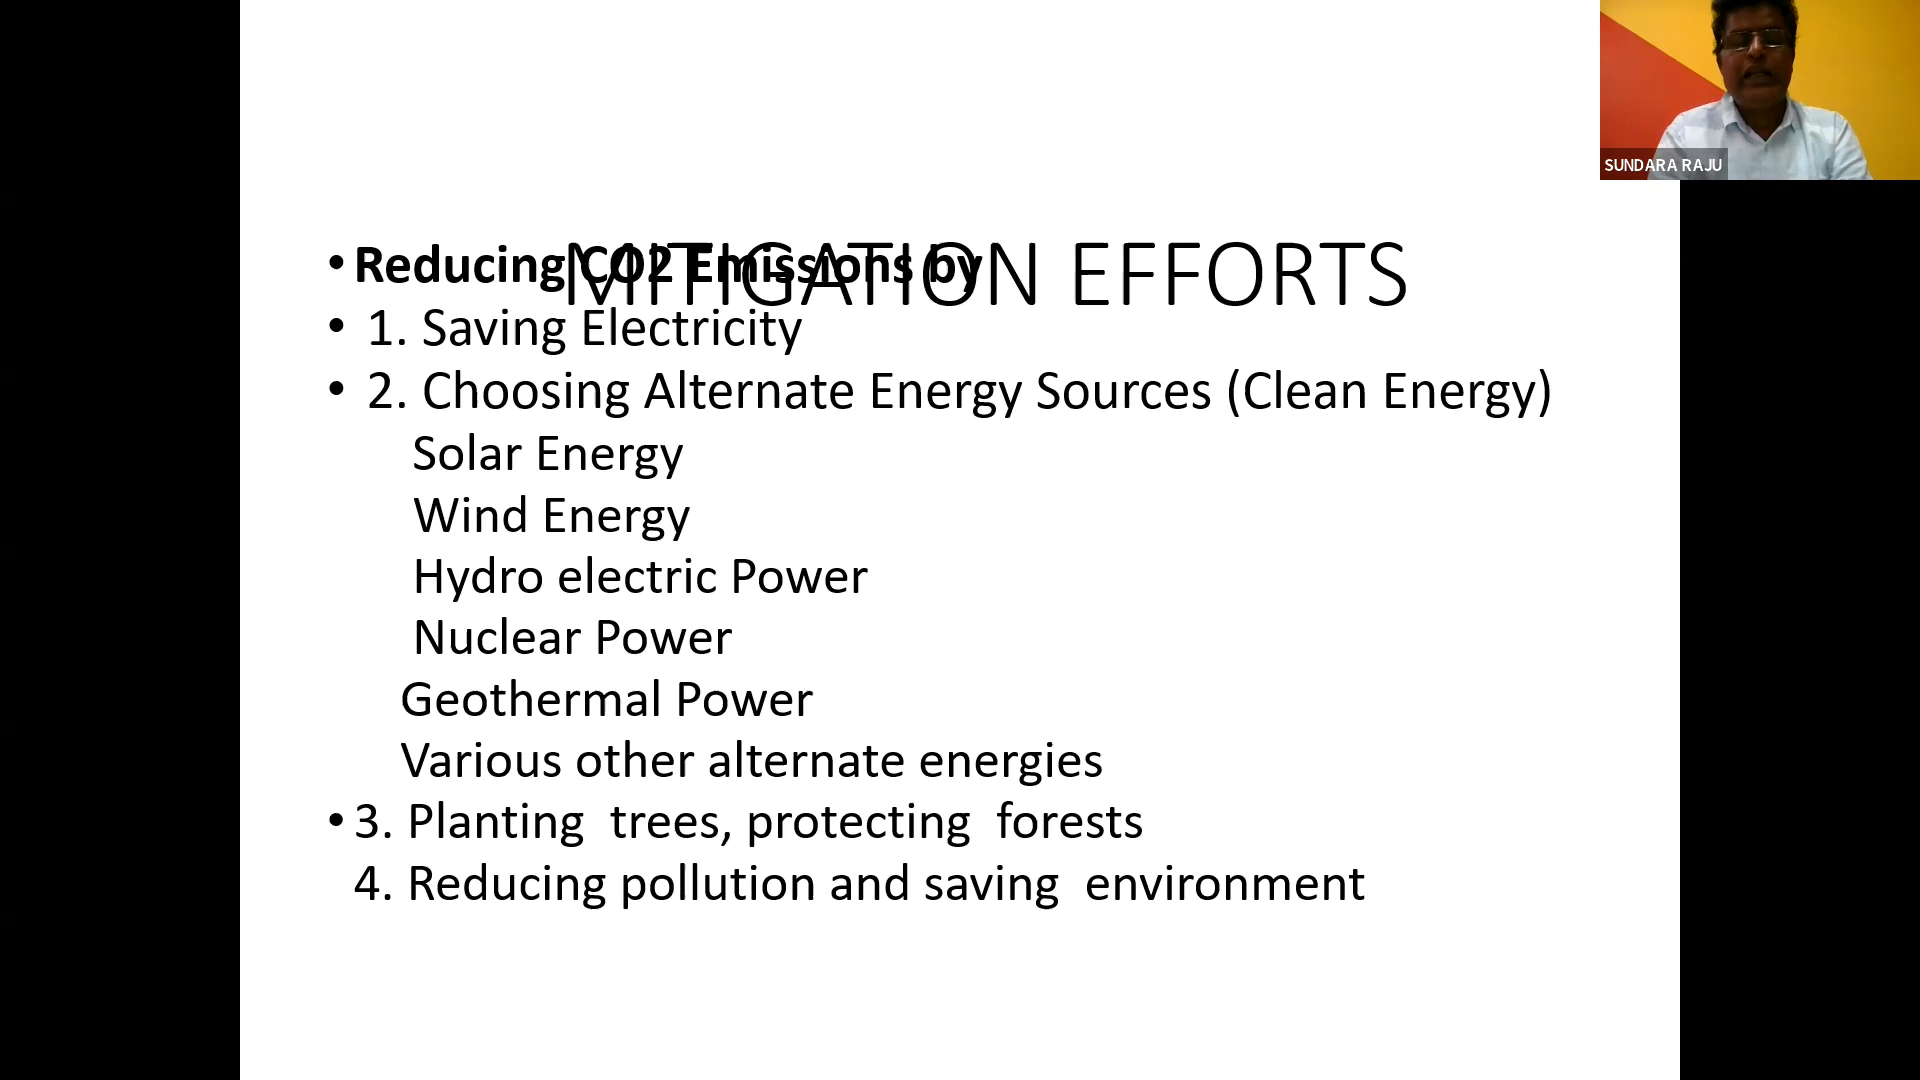 SUNDARA RAJU
MITIGATION EFFORTS
• Reducing CO2 Emissions by
• 1. Saving Electricity
• 2. Choosing Alternate Energy Sources (Clean Energy)
Solar Energy
Wind Energy
Hydro electric Power
Nuclear Power
Geothermal Power
Various other alternate energies
• 3. Planting trees, protecting forests
4. Reducing pollution and saving environment